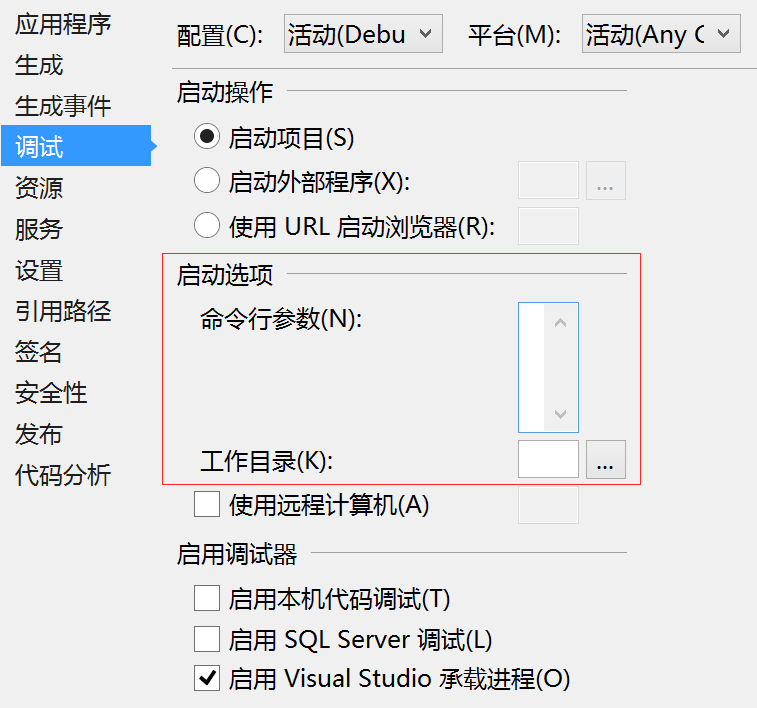 应用程序
生成
生成事件
调试
资源
服务
设置
引用路径
签名
安全性
发布
代码分析
配置(C): 活动(Debu 平台(M): 活动(Any C
启动操作
启动项目(S)
启动外部程序(X): ...
使用 URL 启动浏览器(R):
启动选项
命令行参数(N):
工作目录(K): ...
使用远程计算机(A)
启用调试器
启用本机代码调试(T)
启用 SQL Server 调试(L)
启用 Visual Studio 承载进程(O)